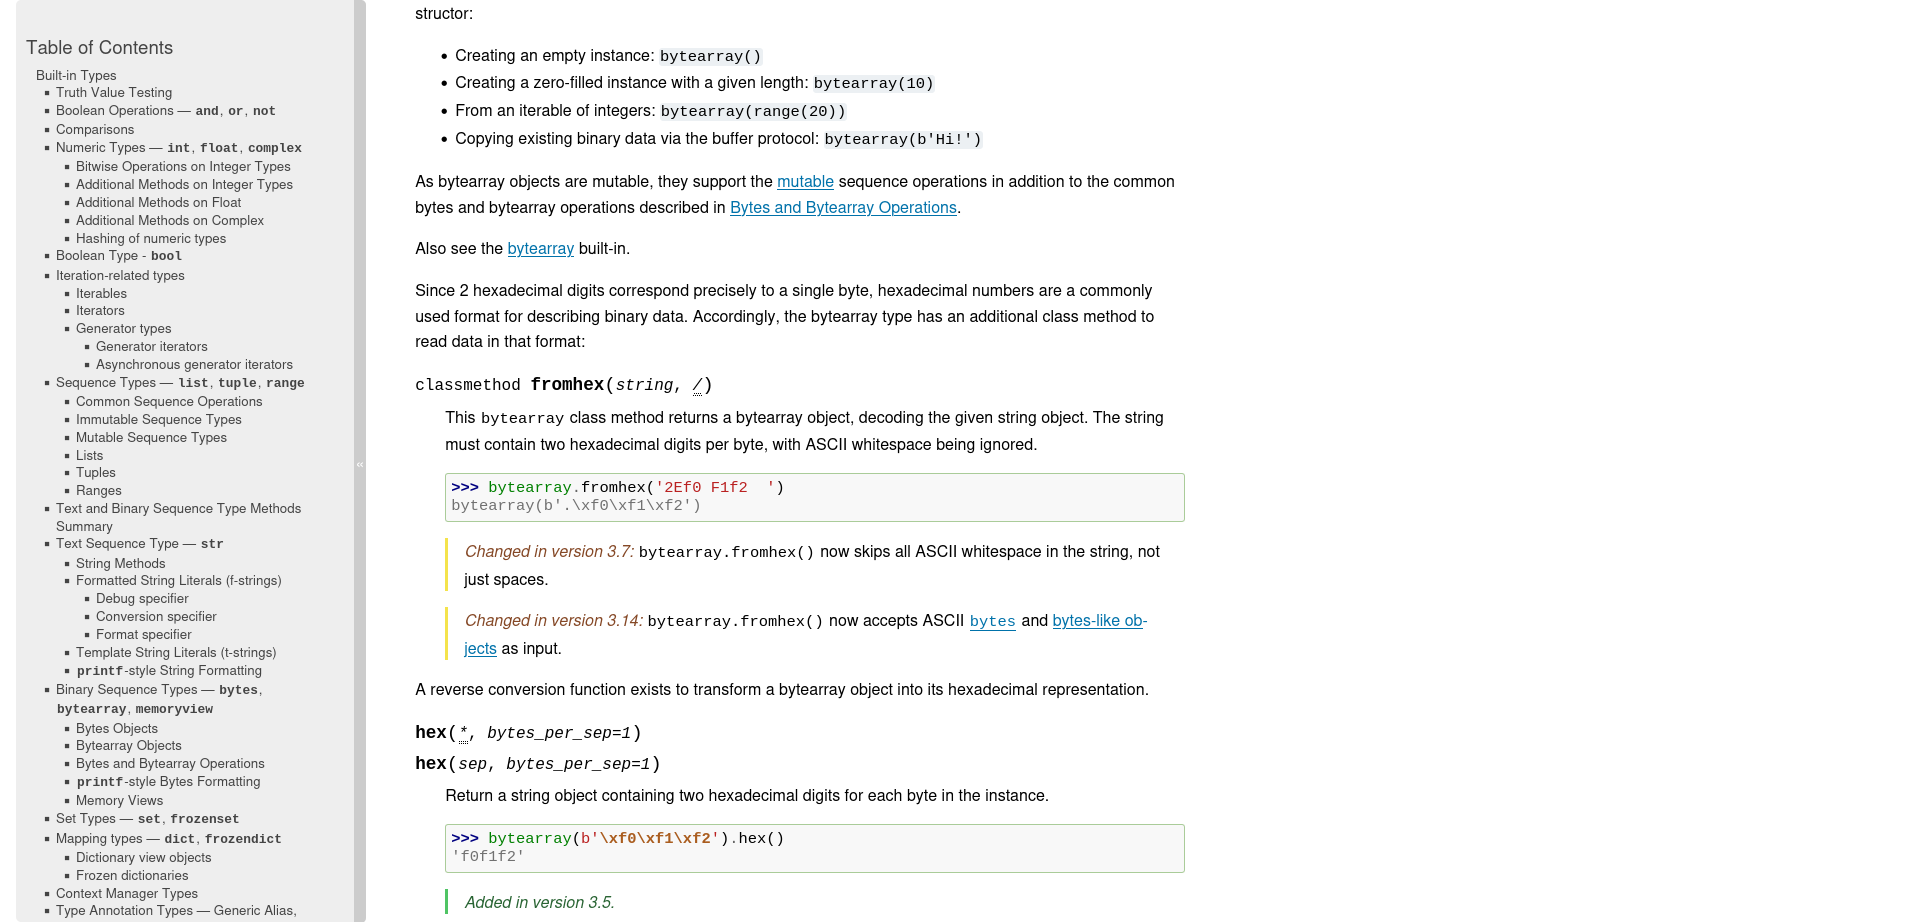 Table of Contents
Built-in Types
Truth Value Testing
Boolean Operations — and, or, not
Comparisons
Numeric Types — int, float, complex
Bitwise Operations on Integer Types
Additional Methods on Integer Types
Additional Methods on Float
Additional Methods on Complex
Hashing of numeric types
Boolean Type - bool
Iteration-related types
Iterables
Iterators
Generator types
Generator iterators
Asynchronous generator iterators
Sequence Types — list, tuple, range
Common Sequence Operations
Immutable Sequence Types
Mutable Sequence Types
Lists
Tuples
Ranges
Text and Binary Sequence Type Methods
Summary
Text Sequence Type — str
String Methods
Formatted String Literals (f-strings)
Debug specifier
Conversion specifier
Format specifier
Template String Literals (t-strings)
printf-style String Formatting
Binary Sequence Types — bytes,
bytearray, memoryview
Bytes Objects
Bytearray Objects
Bytes and Bytearray Operations
printf-style Bytes Formatting
Memory Views
Set Types — set, frozenset
Mapping types — dict, frozendict
Dictionary view objects
Frozen dictionaries
Context Manager Types
Type Annotation Types — Generic Alias,
«
structor:
• Creating an empty instance: bytearray()
• Creating a zero-filled instance with a given length: bytearray(10)
• From an iterable of integers: bytearray(range(20))
• Copying existing binary data via the buffer protocol: bytearray(b'Hi!')
As bytearray objects are mutable, they support the mutable sequence operations in addition to the common
bytes and bytearray operations described in Bytes and Bytearray Operations.
Also see the bytearray built-in.
Since 2 hexadecimal digits correspond precisely to a single byte, hexadecimal numbers are a commonly
used format for describing binary data. Accordingly, the bytearray type has an additional class method to
read data in that format:
classmethod fromhex(string, /)
This bytearray class method returns a bytearray object, decoding the given string object. The string
must contain two hexadecimal digits per byte, with ASCII whitespace being ignored.
>>> bytearray.fromhex('2Ef0 F1f2  ')
bytearray(b'.\xf0\xf1\xf2')
Changed in version 3.7: bytearray.fromhex() now skips all ASCII whitespace in the string, not
just spaces.
Changed in version 3.14: bytearray.fromhex() now accepts ASCII bytes and bytes-like ob-
jects as input.
A reverse conversion function exists to transform a bytearray object into its hexadecimal representation.
hex(*, bytes_per_sep=1)
hex(sep, bytes_per_sep=1)
Return a string object containing two hexadecimal digits for each byte in the instance.
>>> bytearray(b'\xf0\xf1\xf2').hex()
'f0f1f2'
Added in version 3.5.